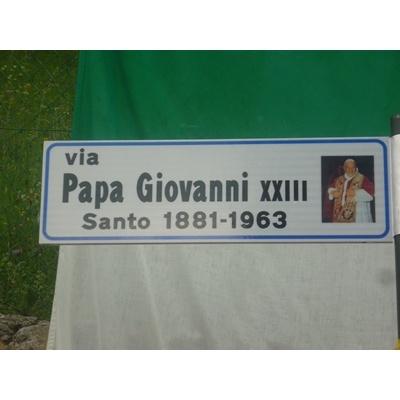 via
Papa Giovanni XXIII
Santo 1881-1963